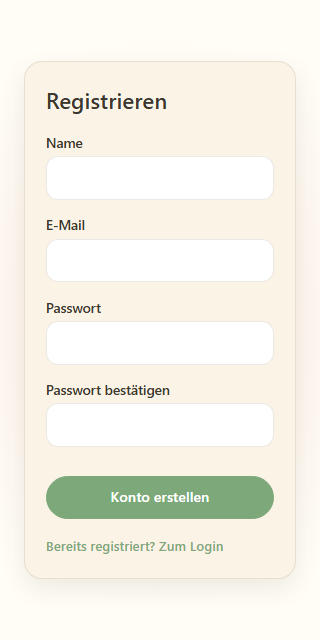 Registrieren
Name
E-Mail
Passwort
Passwort bestätigen
Konto erstellen
Bereits registriert? Zum Login